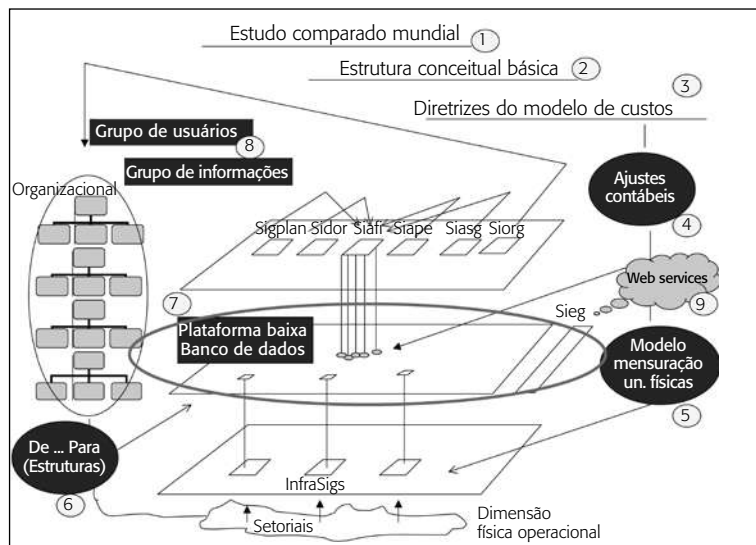 Estudo comparado mundial 1
Estrutura conceitual básica 2
3
Diretrizes do modelo de custos
Grupo de usuários
8
Grupo de informações
Organizacional
Ajustes
contábeis
4
Sigplan Sidor Siafi Siape Siasg Siorg
Web services
9
7
Sieg
Plataforma baixa
Banco de dados
Modelo
mensuração
un. físicas
5
De ... Para
(Estruturas)
6
InfraSigs
Setoriais
Dimensão
física operacional